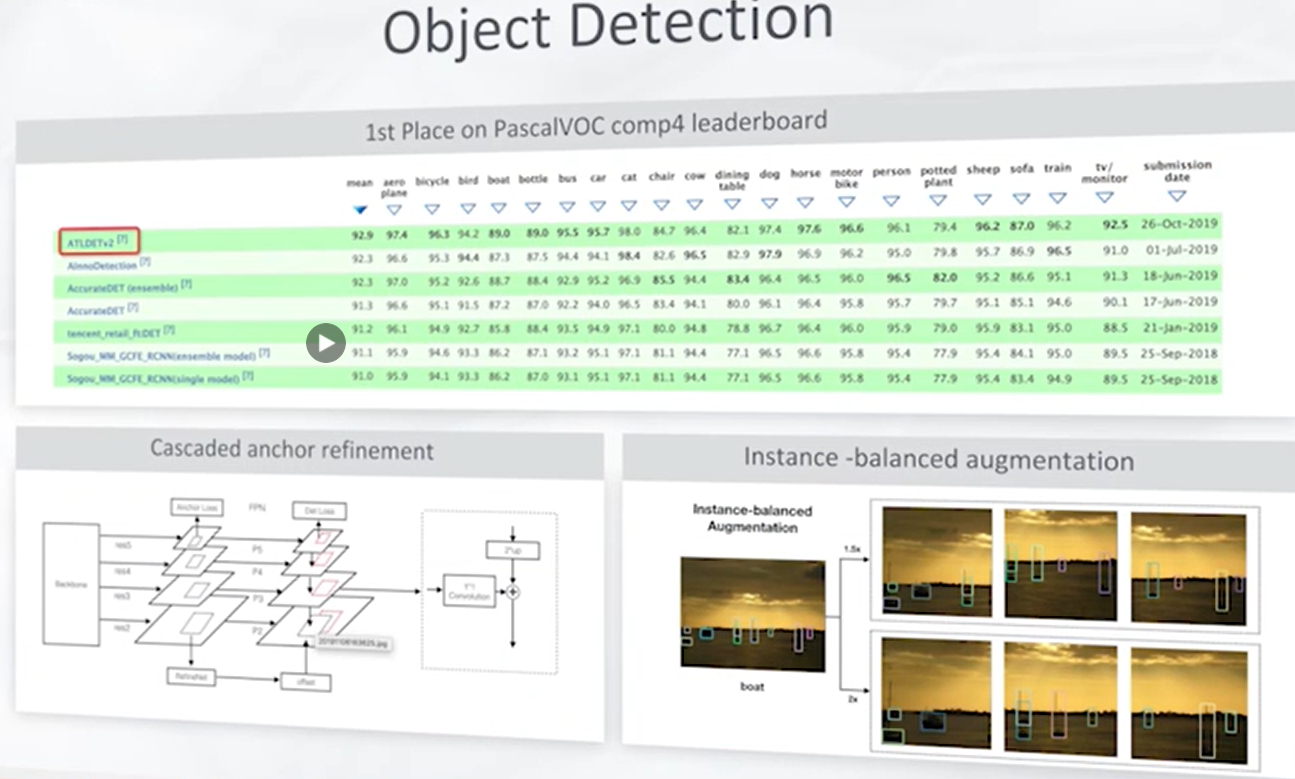 Object Detection
1st Place on PascalVOC comp4 leaderboard
mean aero plane bicycle bird boat bottle bus car cat chair cow dining table dog horse motor bike person potted plant sheep sofa train tv/ monitor submission date
ATLDETv2 [?] 92.9 97.4 96.3 94.2 89.0 89.0 95.5 95.7 98.0 84.7 96.4 82.1 97.4 97.6 96.6 96.1 79.4 96.2 87.0 96.2 92.5 26-Oct-2019
AInnoDetection [?] 92.3 96.6 95.3 94.4 87.3 87.5 94.4 94.1 98.4 82.6 96.5 82.9 97.9 96.9 96.2 95.0 79.8 95.7 86.9 96.5 91.0 01-Jul-2019
AccurateDET (ensemble) [?] 92.3 97.0 95.2 92.6 88.7 88.4 92.9 95.2 96.9 85.5 94.4 83.4 96.4 96.5 96.0 96.5 82.0 95.2 86.6 95.1 91.3 18-Jun-2019
AccurateDET [?] 91.3 96.6 95.1 91.5 87.2 87.0 92.2 94.0 96.5 83.4 94.1 80.0 96.1 96.4 95.8 95.7 79.7 95.1 85.1 94.6 90.1 17-Jun-2019
tencent_retail_ft:DET [?] 91.2 96.1 94.9 92.7 85.8 88.4 93.5 94.9 97.1 80.0 94.8 78.8 96.7 96.4 96.0 95.9 79.0 95.9 83.1 95.0 88.5 21-Jan-2019
Sogou_MM_GCFE_RCNN(ensemble model) [?] 91.1 95.9 94.6 93.3 86.2 87.1 93.2 95.1 97.1 81.1 94.4 77.1 96.5 96.6 95.8 95.4 77.9 95.4 84.1 95.0 89.5 25-Sep-2018
Sogou_MM_GCFE_RCNN(single model) [?] 91.0 95.9 94.1 93.3 86.2 87.0 93.1 95.1 97.1 81.1 94.4 77.1 96.5 96.6 95.8 95.4 77.9 95.4 83.4 94.9 89.5 25-Sep-2018
Cascaded anchor refinement
Anchor Loss FPN Det Loss
Backbone
res5 P5
res4 P4
res3 P3
res2 P2
RefineNet offset
2*up
1*1 Convolution
Instance -balanced augmentation
Instance-balanced
Augmentation
1.5x
boat
2x